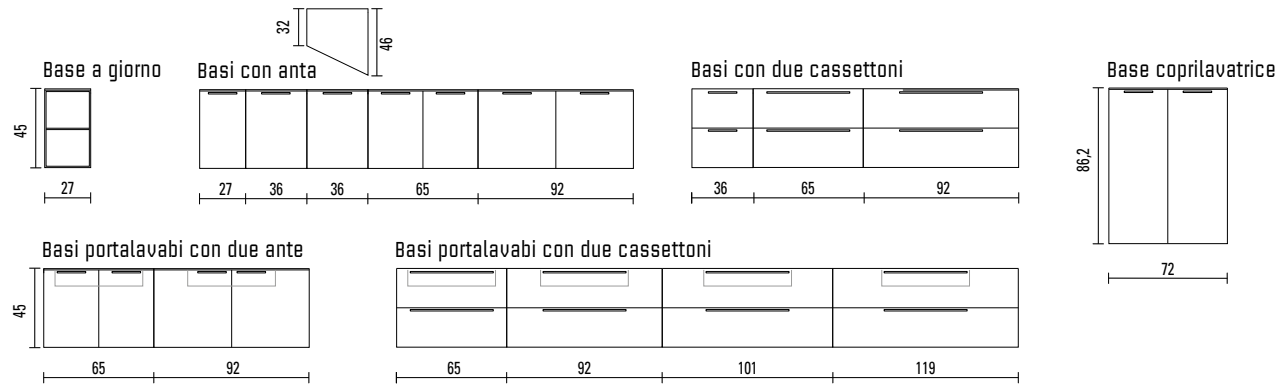 32
46
Base a giorno
Basi con anta
Basi con due cassettoni
Base coprilavatrice
45
86,2
27
27 36 36 65 92
36 65 92
72
Basi portalavabi con due ante
Basi portalavabi con due cassettoni
45
65 92
65 92 101 119